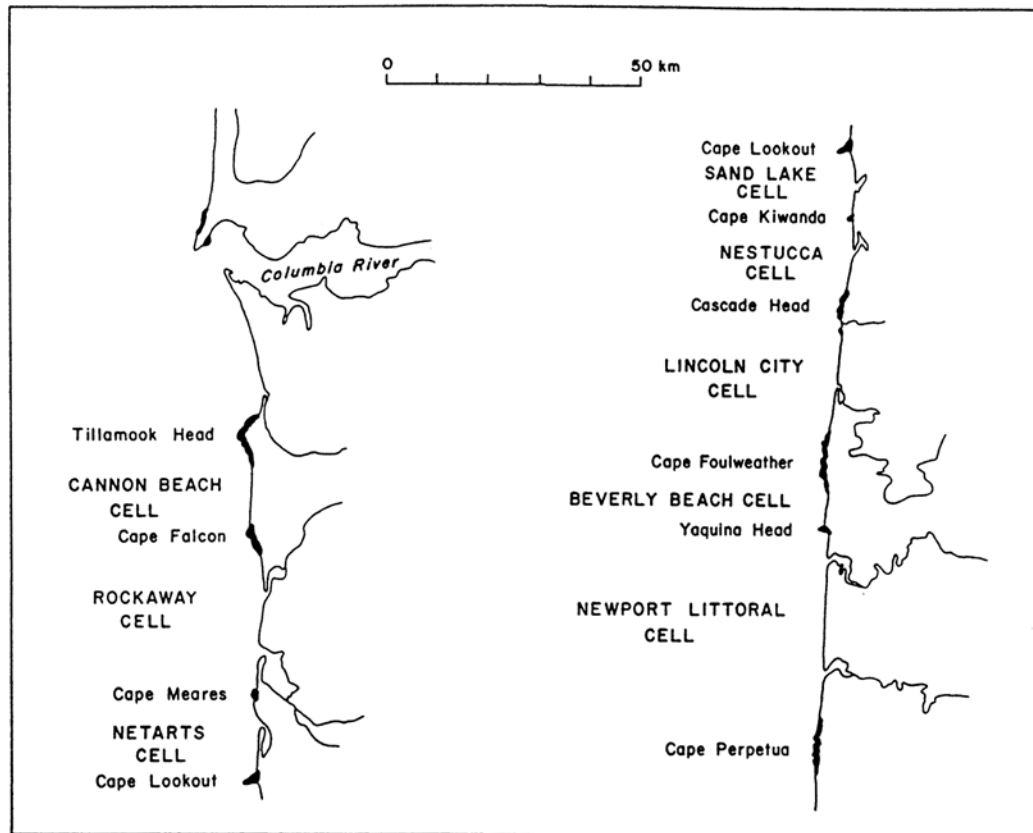 0 50 km
Columbia River
Tillamook Head
CANNON BEACH
CELL
Cape Falcon
ROCKAWAY
CELL
Cape Meares
NETARTS
CELL
Cape Lookout
Cape Lookout
SAND LAKE
CELL
Cape Kiwanda
NESTUCCA
CELL
Cascade Head
LINCOLN CITY
CELL
Cape Foulweather
BEVERLY BEACH CELL
Yaquina Head
NEWPORT LITTORAL
CELL
Cape Perpetua